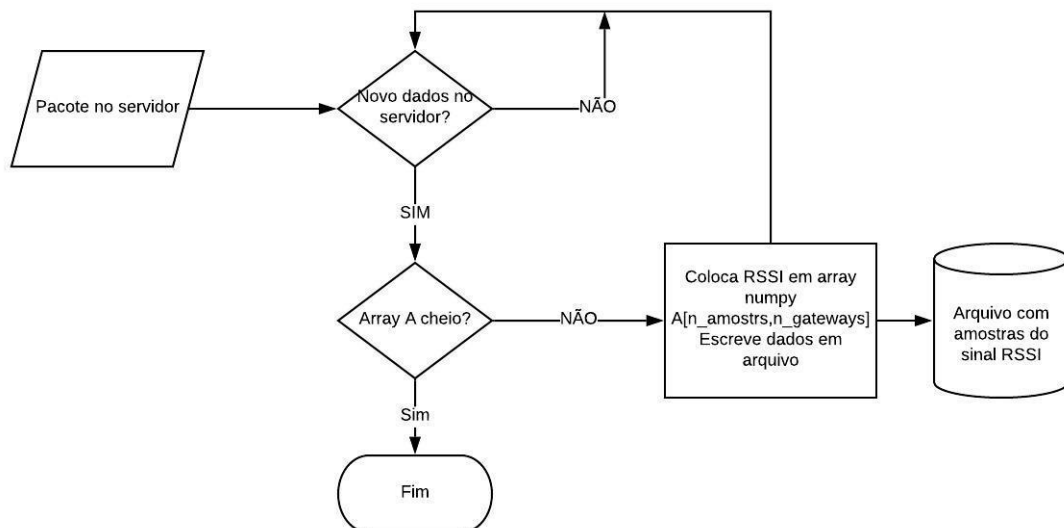 Pacote no servidor
Novo dados no
servidor?
NÃO
SIM
Array A cheio?
NÃO
Coloca RSSI em array
numpy
A[n_amostrs,n_gateways]
Escreve dados em
arquivo
Arquivo com
amostras do
sinal RSSI
Sim
Fim